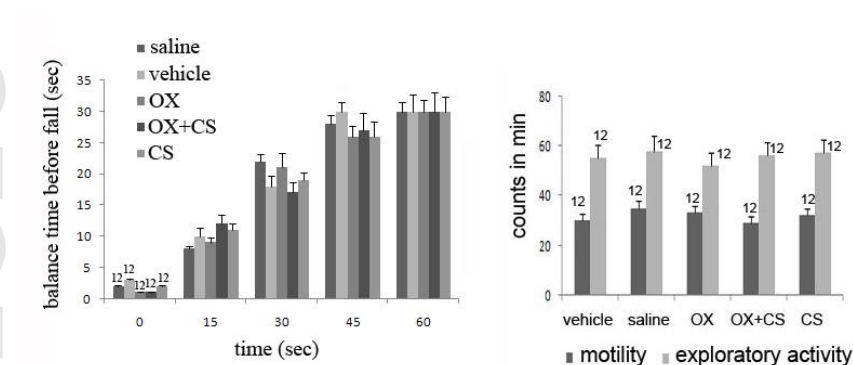 saline
vehicle
OX
OX+CS
CS
balance time before fall (sec)
35
30
25
20
15
10
5
0
12 12 12 12 12
0 15 30 45 60
time (sec)
counts in min
80
60
40
20
0
12 12 12 12 12 12 12 12 12 12
vehicle saline OX OX+CS CS
motility exploratory activity